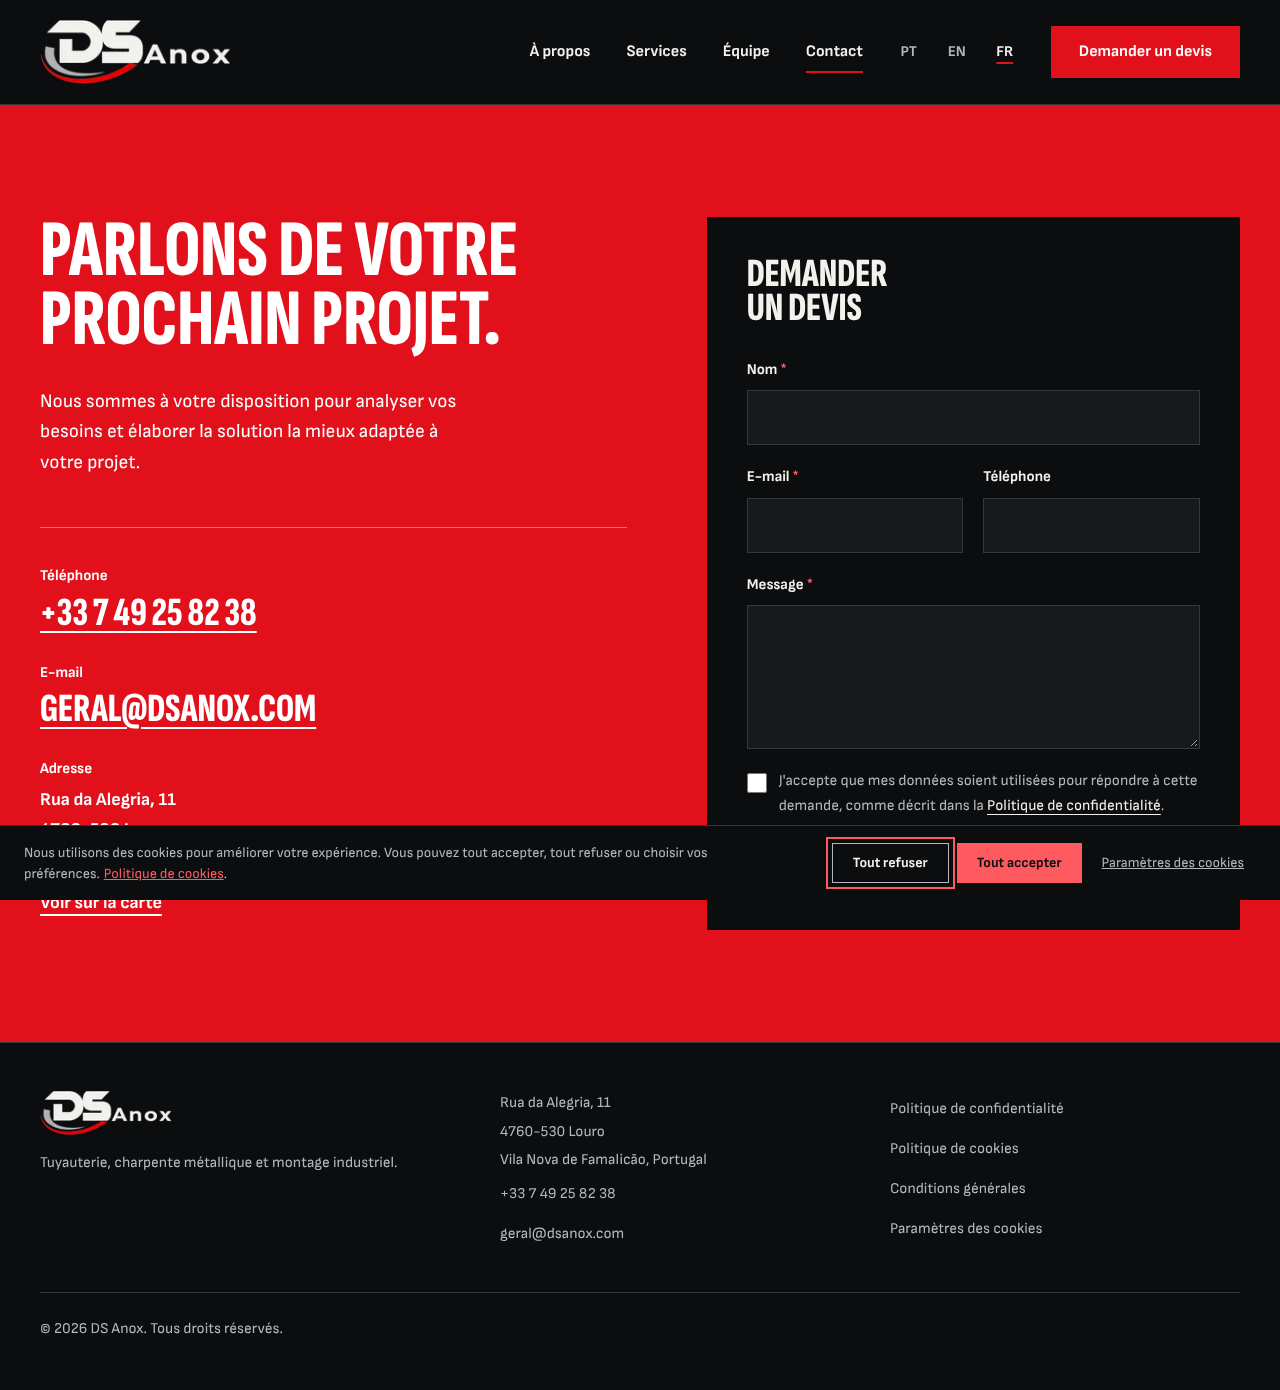 DS Anox
À propos
Services
Équipe
Contact
PT
EN
FR
Demander un devis
PARLONS DE VOTRE
PROCHAIN PROJET.
Nous sommes à votre disposition pour analyser vos
besoins et élaborer la solution la mieux adaptée à
votre projet.
Téléphone
+33 7 49 25 82 38
E-mail
GERAL@DSANOX.COM
Adresse
Rua da Alegria, 11
Voir sur la carte
DEMANDER
UN DEVIS
Nom *
E-mail *
Téléphone
Message *
J'accepte que mes données soient utilisées pour répondre à cette
demande, comme décrit dans la Politique de confidentialité.
Nous utilisons des cookies pour améliorer votre expérience. Vous pouvez tout accepter, tout refuser ou choisir vos
préférences. Politique de cookies.
Tout refuser
Tout accepter
Paramètres des cookies
DS Anox
Tuyauterie, charpente métallique et montage industriel.
Rua da Alegria, 11
4760-530 Louro
Vila Nova de Famalicão, Portugal
+33 7 49 25 82 38
geral@dsanox.com
Politique de confidentialité
Politique de cookies
Conditions générales
Paramètres des cookies
© 2026 DS Anox. Tous droits réservés.